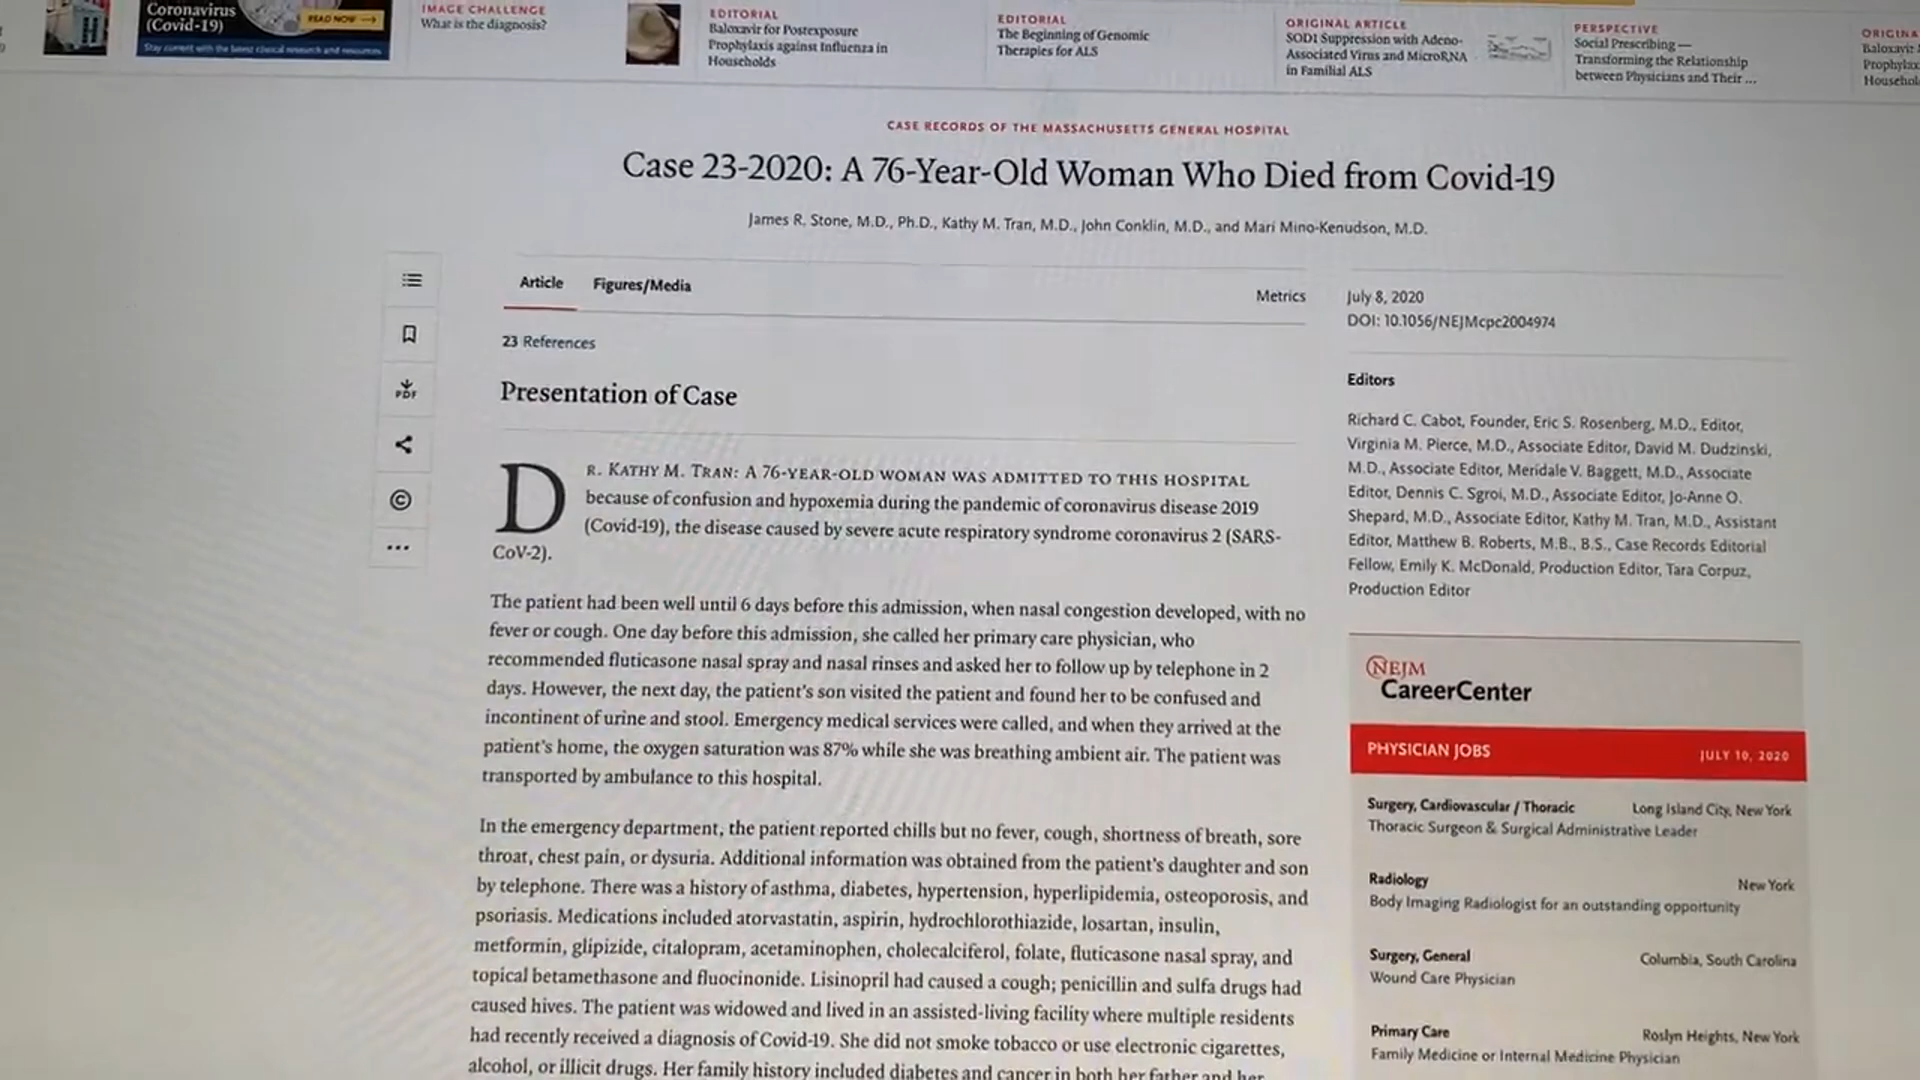 Coronavirus
(Covid-19)
READ NOW →
Stay current with the latest clinical research and resources
IMAGE CHALLENGE
What is the diagnosis?
EDITORIAL
Baloxavir for Postexposure
Prophylaxis against Influenza in
Households
EDITORIAL
The Beginning of Genomic
Therapies for ALS
ORIGINAL ARTICLE
SOD1 Suppression with Adeno-
Associated Virus and MicroRNA
in Familial ALS
PERSPECTIVE
Social Prescribing —
Transforming the Relationship
between Physicians and Their ...
ORIGINA
Baloxavir
Prophylax
Househol
CASE RECORDS OF THE MASSACHUSETTS GENERAL HOSPITAL
Case 23-2020: A 76-Year-Old Woman Who Died from Covid-19
James R. Stone, M.D., Ph.D., Kathy M. Tran, M.D., John Conklin, M.D., and Mari Mino-Kenudson, M.D.
Article
Figures/Media
Metrics
23 References
Presentation of Case
DR. KATHY M. TRAN: A 76-YEAR-OLD WOMAN WAS ADMITTED TO THIS HOSPITAL
because of confusion and hypoxemia during the pandemic of coronavirus disease 2019
(Covid-19), the disease caused by severe acute respiratory syndrome coronavirus 2 (SARS-
CoV-2).
The patient had been well until 6 days before this admission, when nasal congestion developed, with no
fever or cough. One day before this admission, she called her primary care physician, who
recommended fluticasone nasal spray and nasal rinses and asked her to follow up by telephone in 2
days. However, the next day, the patient's son visited the patient and found her to be confused and
incontinent of urine and stool. Emergency medical services were called, and when they arrived at the
patient's home, the oxygen saturation was 87% while she was breathing ambient air. The patient was
transported by ambulance to this hospital.
In the emergency department, the patient reported chills but no fever, cough, shortness of breath, sore
throat, chest pain, or dysuria. Additional information was obtained from the patient's daughter and son
by telephone. There was a history of asthma, diabetes, hypertension, hyperlipidemia, osteoporosis, and
psoriasis. Medications included atorvastatin, aspirin, hydrochlorothiazide, losartan, insulin,
metformin, glipizide, citalopram, acetaminophen, cholecalciferol, folate, fluticasone nasal spray, and
topical betamethasone and fluocinonide. Lisinopril had caused a cough; penicillin and sulfa drugs had
caused hives. The patient was widowed and lived in an assisted-living facility where multiple residents
had recently received a diagnosis of Covid-19. She did not smoke tobacco or use electronic cigarettes,
alcohol, or illicit drugs. Her family history included diabetes and cancer in both her father and her
PDF
July 8, 2020
DOI: 10.1056/NEJMcpc2004974
Editors
Richard C. Cabot, Founder, Eric S. Rosenberg, M.D., Editor,
Virginia M. Pierce, M.D., Associate Editor, David M. Dudzinski,
M.D., Associate Editor, Meridale V. Baggett, M.D., Associate
Editor, Dennis C. Sgroi, M.D., Associate Editor, Jo-Anne O.
Shepard, M.D., Associate Editor, Kathy M. Tran, M.D., Assistant
Editor, Matthew B. Roberts, M.B., B.S., Case Records Editorial
Fellow, Emily K. McDonald, Production Editor, Tara Corpuz,
Production Editor
NEJM
CareerCenter
PHYSICIAN JOBS
JULY 10, 2020
Surgery, Cardiovascular / Thoracic
Long Island City, New York
Thoracic Surgeon & Surgical Administrative Leader
Radiology
New York
Body Imaging Radiologist for an outstanding opportunity
Surgery, General
Columbia, South Carolina
Wound Care Physician
Primary Care
Roslyn Heights, New York
Family Medicine or Internal Medicine Physician